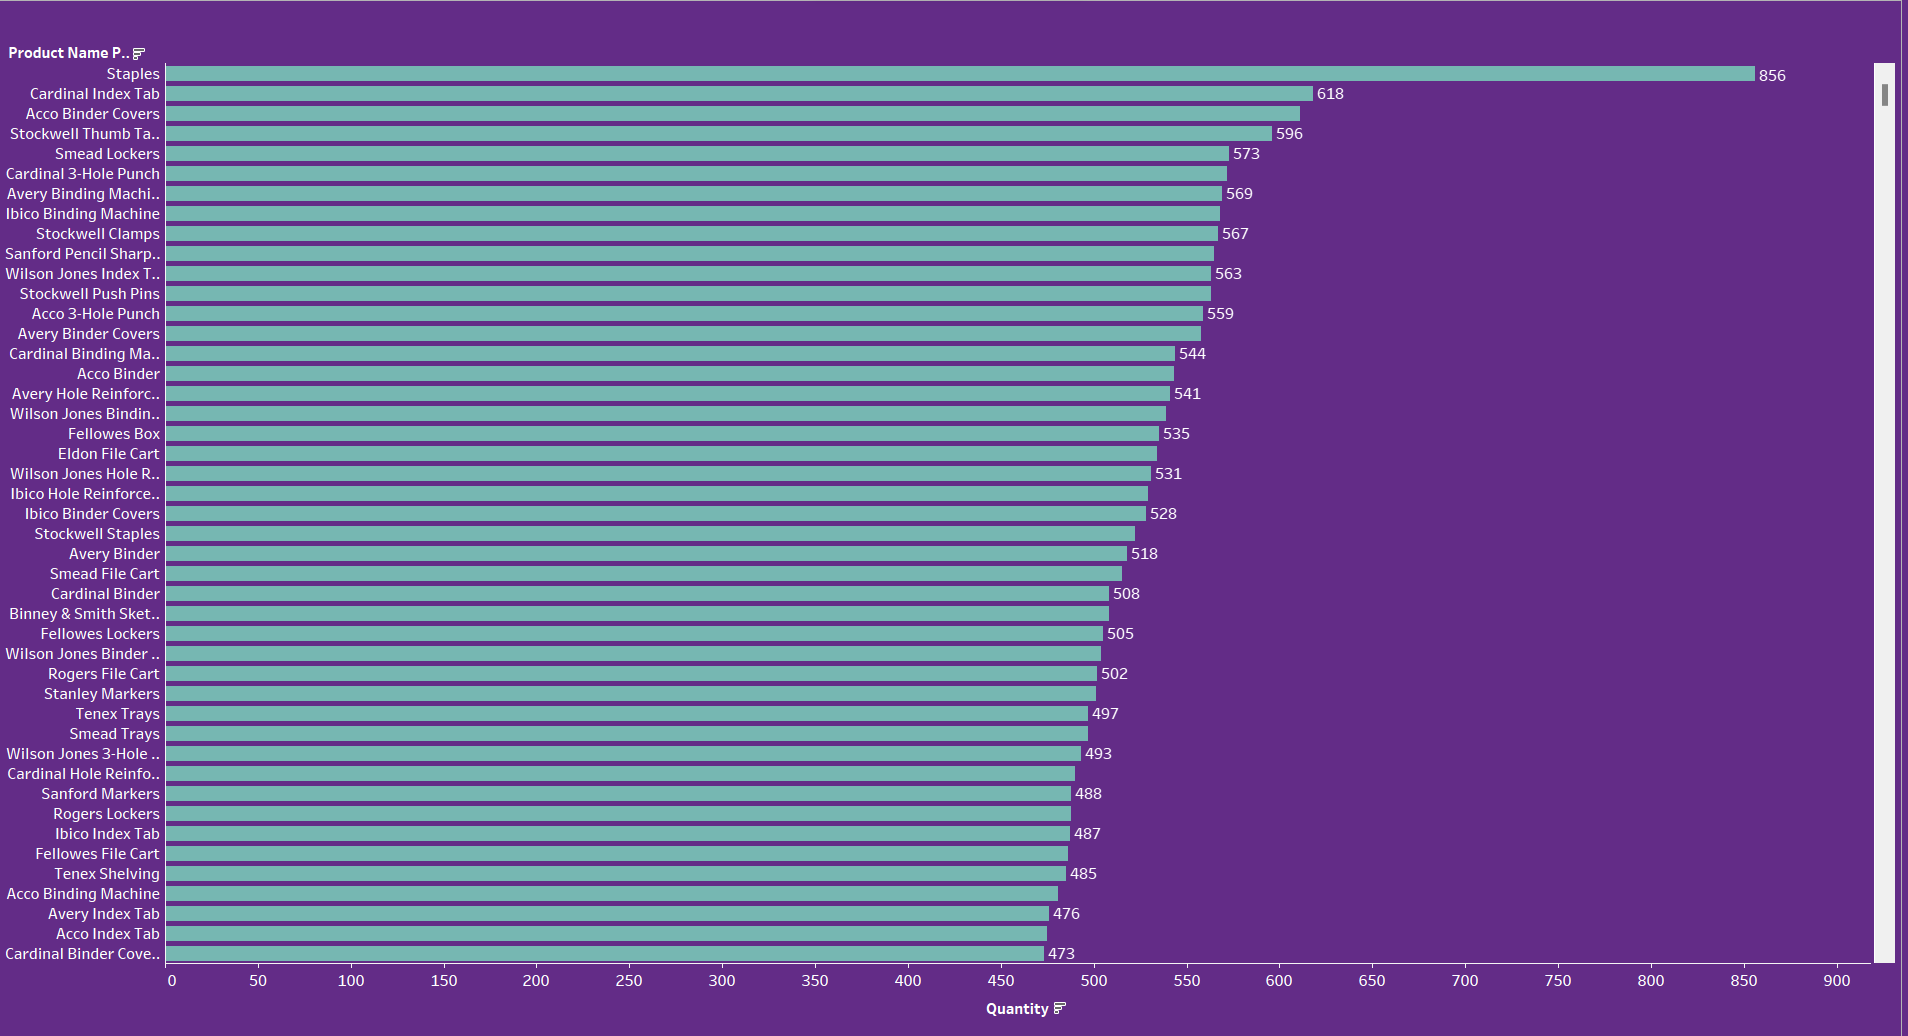 Product Name P..
Staples 856
Cardinal Index Tab 618
Acco Binder Covers
Stockwell Thumb Ta.. 596
Smead Lockers 573
Cardinal 3-Hole Punch
Avery Binding Machi.. 569
Ibico Binding Machine
Stockwell Clamps 567
Sanford Pencil Sharp..
Wilson Jones Index T.. 563
Stockwell Push Pins
Acco 3-Hole Punch 559
Avery Binder Covers
Cardinal Binding Ma.. 544
Acco Binder
Avery Hole Reinforc.. 541
Wilson Jones Bindin..
Fellowes Box 535
Eldon File Cart
Wilson Jones Hole R.. 531
Ibico Hole Reinforce..
Ibico Binder Covers 528
Stockwell Staples
Avery Binder 518
Smead File Cart
Cardinal Binder 508
Binney & Smith Sket..
Fellowes Lockers 505
Wilson Jones Binder ..
Rogers File Cart 502
Stanley Markers
Tenex Trays 497
Smead Trays
Wilson Jones 3-Hole .. 493
Cardinal Hole Reinfo..
Sanford Markers 488
Rogers Lockers
Ibico Index Tab 487
Fellowes File Cart
Tenex Shelving 485
Acco Binding Machine
Avery Index Tab 476
Acco Index Tab
Cardinal Binder Cove.. 473
0 50 100 150 200 250 300 350 400 450 500 550 600 650 700 750 800 850 900
Quantity